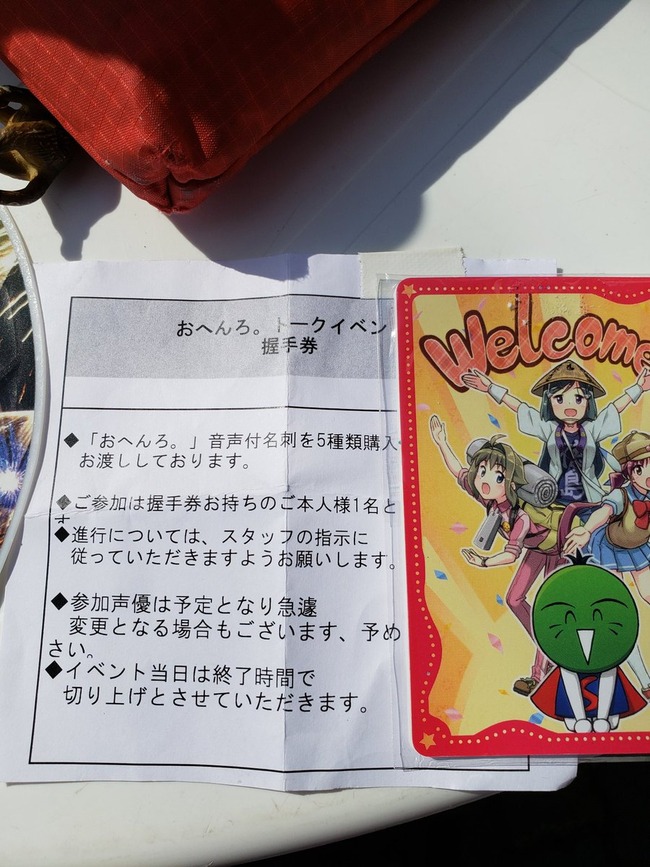 おへんろ。トークイベン
握手券
◆「おへんろ。」音声付名刺を5種類購入
お渡ししております。
◆ご参加は握手券お持ちのご本人様1名と
◆進行については、スタッフの指示に
従っていただきますようお願いします。
◆参加声優は予定となり急遽
変更となる場合もございます、予め
さい。
◆イベント当日は終了時間で
切り上げとさせていただきます。
Welcome
島
S